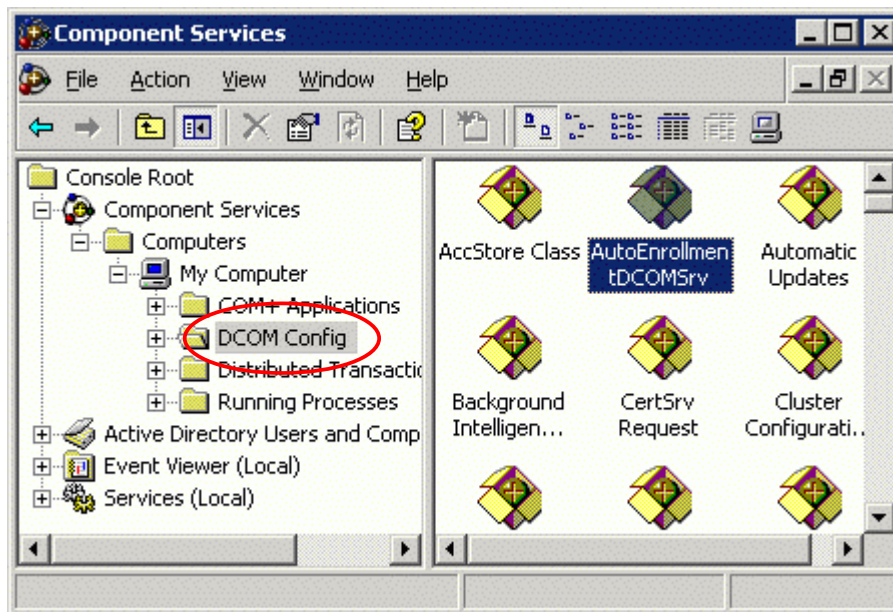 Component Services
File Action View Window Help
Console Root
Component Services
Computers
My Computer
COM+ Applications
DCOM Config
Distributed Transactio
Running Processes
Active Directory Users and Comp
Event Viewer (Local)
Services (Local)
AccStore Class
AutoEnrollmen
tDCOMSrv
Automatic
Updates
Background
Intelligen...
CertSrv
Request
Cluster
Configurati..